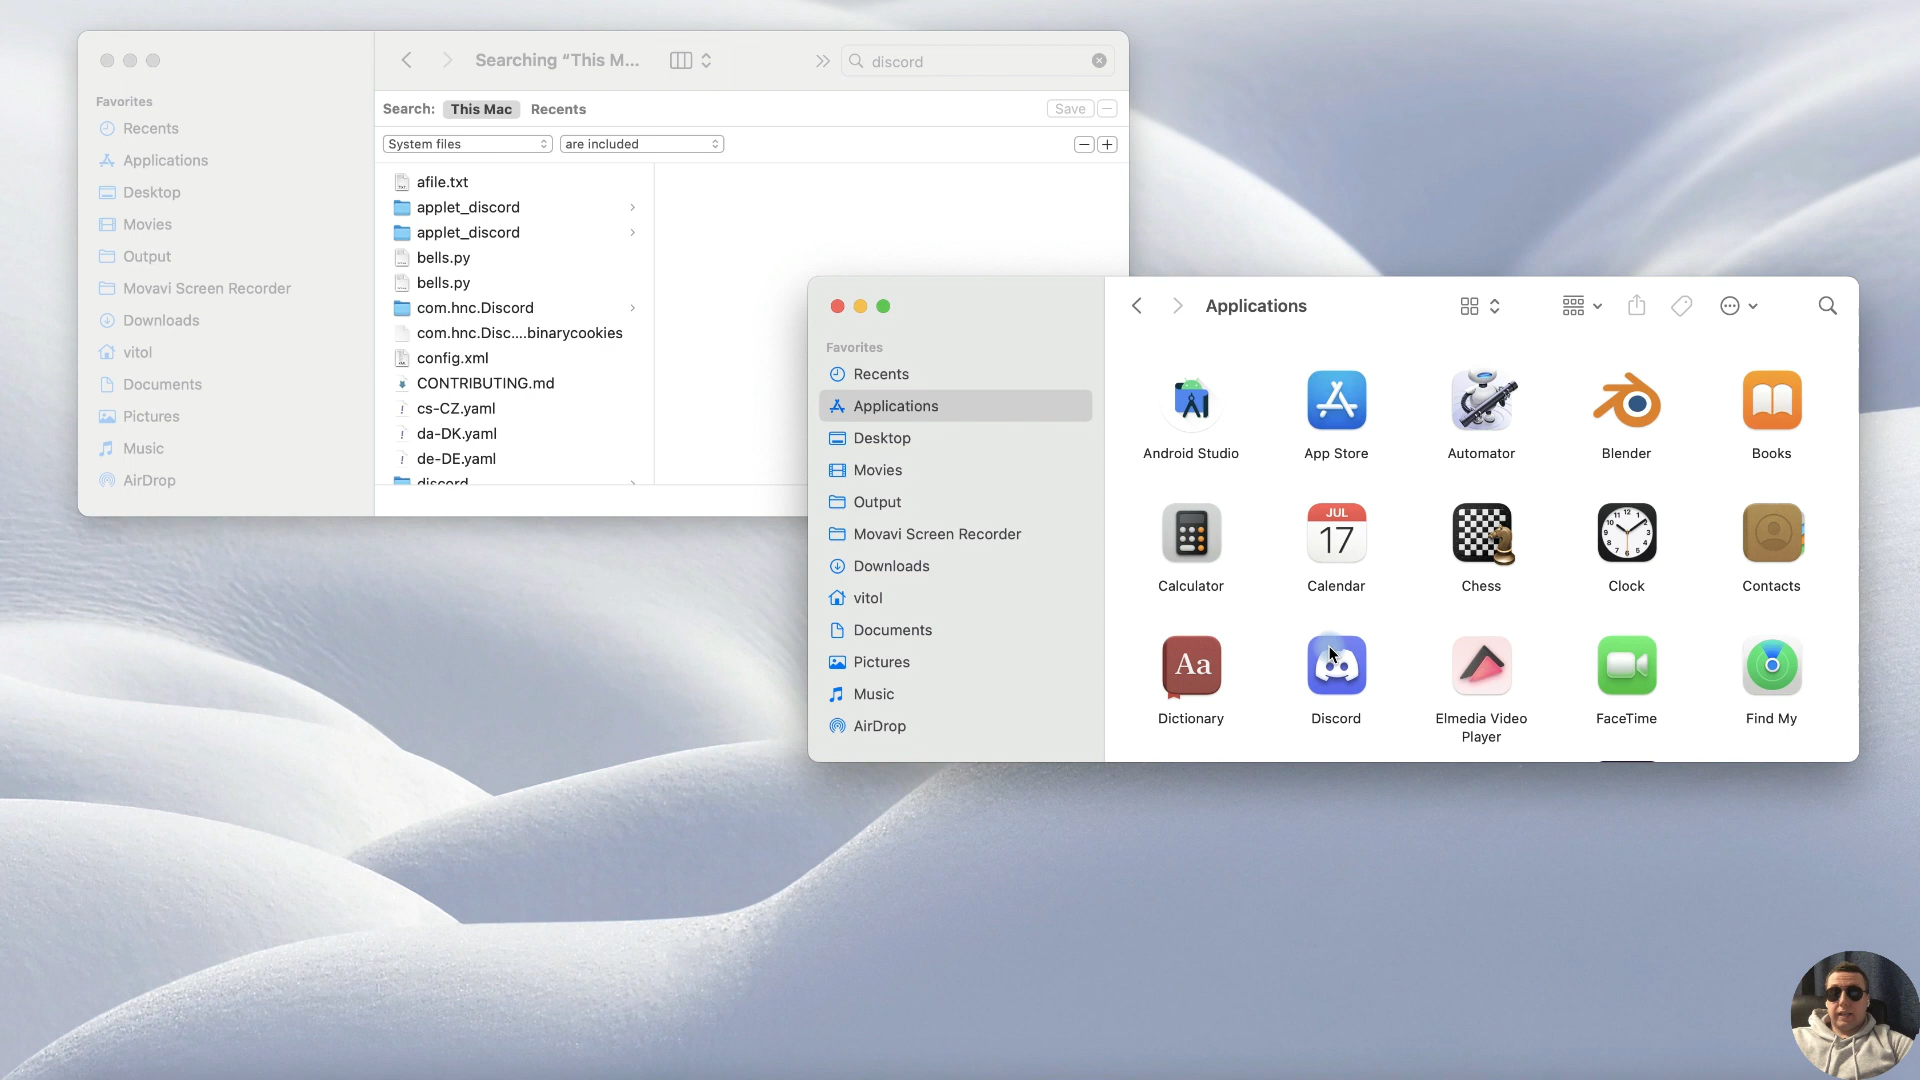 Searching “This M...
discord
Search:
This Mac
Recents
Save
System files
are included
Favorites
Recents
Applications
Desktop
Movies
Output
Movavi Screen Recorder
Downloads
vitol
Documents
Pictures
Music
AirDrop
afile.txt
applet_discord
applet_discord
bells.py
bells.py
com.hnc.Discord
com.hnc.Disc....binarycookies
config.xml
CONTRIBUTING.md
cs-CZ.yaml
da-DK.yaml
de-DE.yaml
discord
Applications
Favorites
Recents
Applications
Desktop
Movies
Output
Movavi Screen Recorder
Downloads
vitol
Documents
Pictures
Music
AirDrop
Android Studio
App Store
Automator
Blender
Books
JUL
17
Calculator
Calendar
Chess
Clock
Contacts
Aa
Dictionary
Discord
Elmedia Video
Player
FaceTime
Find My